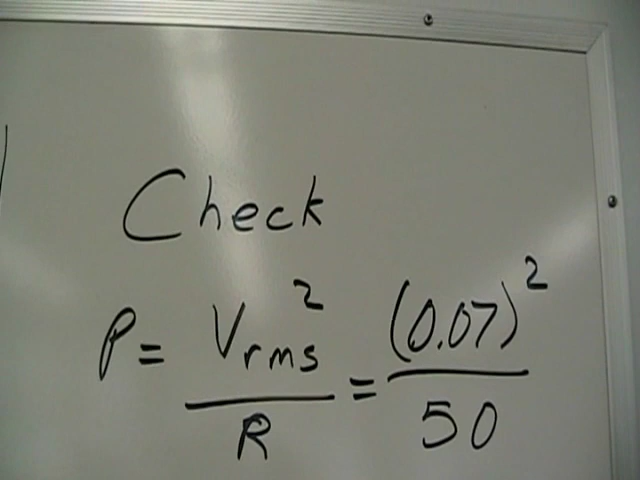 Check
P = Vrms² / R = (0.07)² / 50